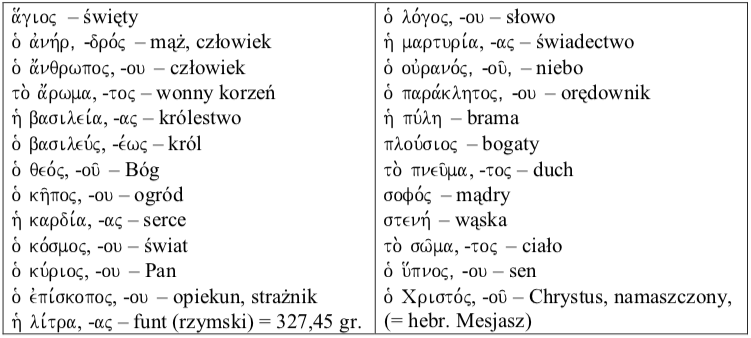 ἅγιος – święty
ὁ ἀνήρ, -δρός – mąż, człowiek
ὁ ἄνθρωπος, -ου – człowiek
τὸ ἄρωμα, -τος – wonny korzeń
ἡ βασιλεία, -ας – królestwo
ὁ βασιλεύς, -έως – król
ὁ θεός, -οῦ – Bóg
ὁ κῆπος, -ου – ogród
ἡ καρδία, -ας – serce
ὁ κόσμος, -ου – świat
ὁ κύριος, -ου – Pan
ὁ ἐπίσκοπος, -ου – opiekun, strażnik
ἡ λίτρα, -ας – funt (rzymski) = 327,45 gr.
ὁ λόγος, -ου – słowo
ἡ μαρτυρία, -ας – świadectwo
ὁ οὐρανός, -οῦ, – niebo
ὁ παράκλητος, -ου – orędownik
ἡ πύλη – brama
πλούσιος – bogaty
τὸ πνεῦμα, -τος – duch
σοφός – mądry
στενή – wąska
τὸ σῶμα, -τος – ciało
ὁ ὕπνος, -ου – sen
ὁ Χριστός, -οῦ – Chrystus, namaszczony,
(= hebr. Mesjasz)